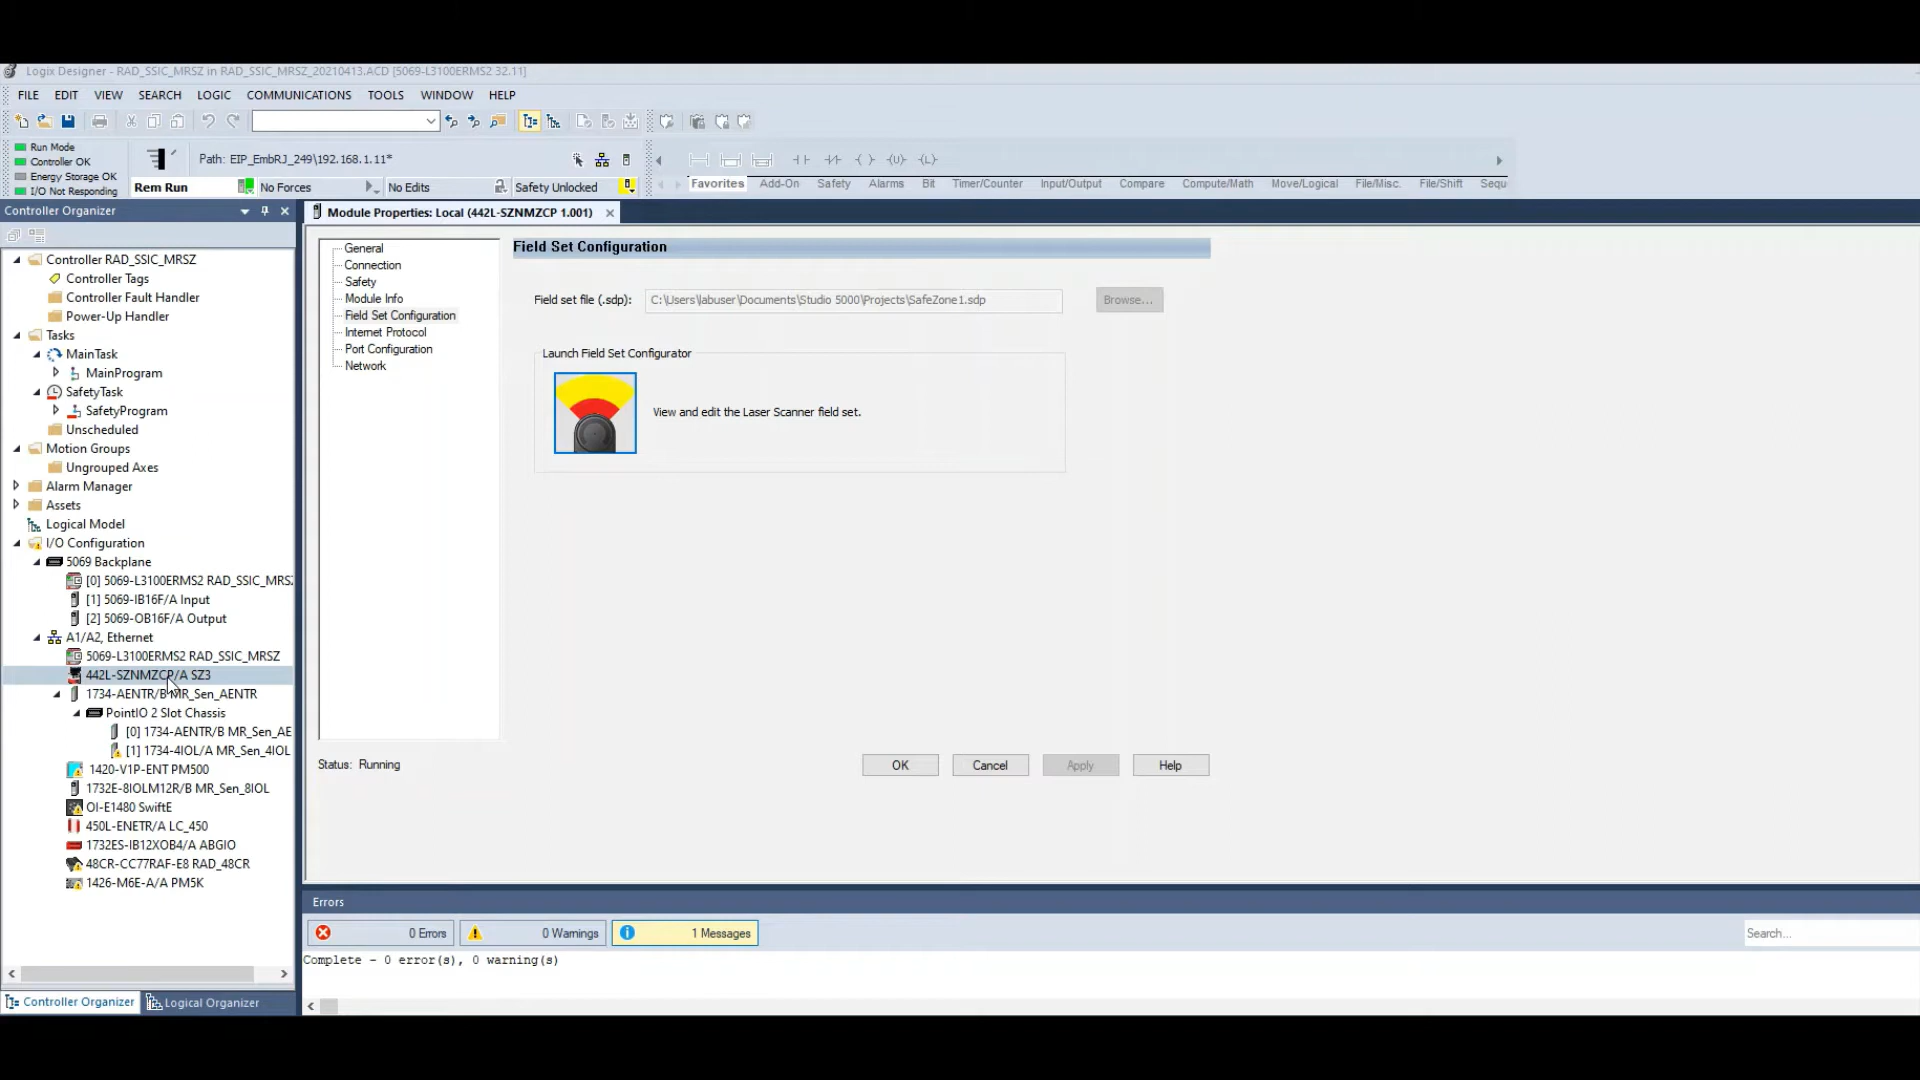 Logix Designer - RAD_SSIC_MRSZ in RAD_SSIC_MRSZ_20210413.ACD [5069-L3100ERMS2 32.11]
FILE EDIT VIEW SEARCH LOGIC COMMUNICATIONS TOOLS WINDOW HELP
Run Mode
Controller OK
Energy Storage OK
I/O Not Responding
Path: EIP_EmbRJ_249\192.168.1.11*
Rem Run No Forces No Edits Safety Unlocked
Favorites Add-On Safety Alarms Bit Timer/Counter Input/Output Compare Compute/Math Move/Logical File/Misc. File/Shift Sequ
Controller Organizer
Controller RAD_SSIC_MRSZ
Controller Tags
Controller Fault Handler
Power-Up Handler
Tasks
MainTask
MainProgram
SafetyTask
SafetyProgram
Unscheduled
Motion Groups
Ungrouped Axes
Alarm Manager
Assets
Logical Model
I/O Configuration
5069 Backplane
[0] 5069-L3100ERMS2 RAD_SSIC_MRSZ
[1] 5069-IB16F/A Input
[2] 5069-OB16F/A Output
A1/A2, Ethernet
5069-L3100ERMS2 RAD_SSIC_MRSZ
442L-SZNMZCP/A SZ3
1734-AENTR/B MR_Sen_AENTR
PointIO 2 Slot Chassis
[0] 1734-AENTR/B MR_Sen_AE
[1] 1734-4IOL/A MR_Sen_4IOL
1420-V1P-ENT PM500
1732E-8IOLM12R/B MR_Sen_8IOL
OI-E1480 SwiftE
450L-ENETR/A LC_450
1732ES-IB12XOB4/A ABGIO
48CR-CC77RAF-E8 RAD_48CR
1426-M6E-A/A PM5K
Controller Organizer Logical Organizer
Module Properties: Local (442L-SZNMZCP 1.001)
General
Connection
Safety
Module Info
Field Set Configuration
Internet Protocol
Port Configuration
Network
Field Set Configuration
Field set file (.sdp): C:\Users\labuser\Documents\Studio 5000\Projects\SafeZone1.sdp Browse...
Launch Field Set Configurator
View and edit the Laser Scanner field set.
Status: Running
OK Cancel Apply Help
Errors
0 Errors 0 Warnings 1 Messages Search...
Complete - 0 error(s), 0 warning(s)